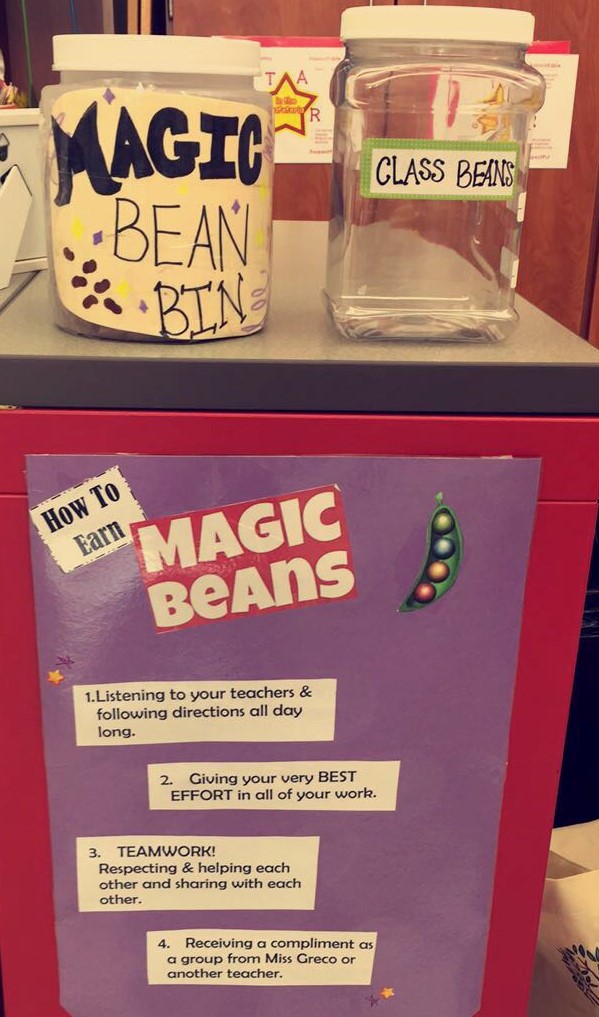 MAGIC
BEAN
BIN
CLASS BEANS
T A
R
in the
How To
Earn
MAGIC
BeAns
1.Listening to your teachers &
following directions all day
long.
2. Giving your very BEST
EFFORT in all of your work.
3. TEAMWORK!
Respecting & helping each
other and sharing with each
other.
4. Receiving a compliment as
a group from Miss Greco or
another teacher.